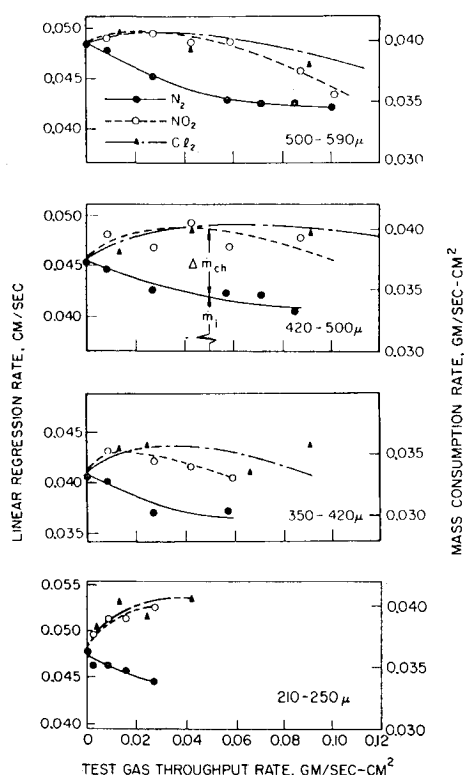 LINEAR REGRESSION RATE, CM/SEC
MASS CONSUMPTION RATE, GM/SEC-CM2
0.050
0.045
0.040
0.040
0.035
0.030
N2
NO2
Cl2
500-590μ
0.050
0.045
0.040
0.040
0.035
0.030
Δṁch
ṁi
420-500μ
0.045
0.040
0.035
0.035
0.030
350-420μ
0.055
0.050
0.045
0.040
0.040
0.035
0.030
210-250μ
0 0.02 0.04 0.06 0.08 0.10 0.12
TEST GAS THROUGHPUT RATE, GM/SEC-CM2